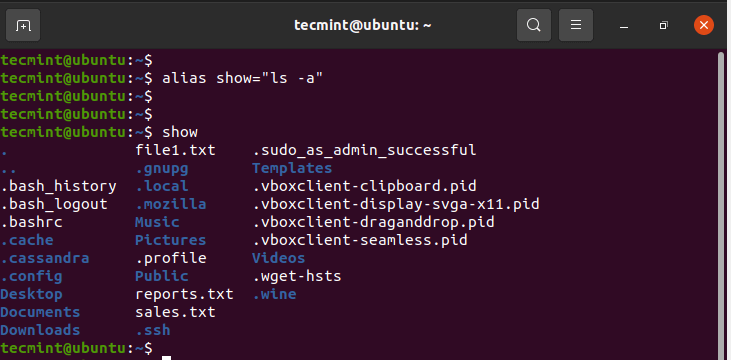 tecmint@ubuntu: ~
tecmint@ubuntu:~$
tecmint@ubuntu:~$ alias show="ls -a"
tecmint@ubuntu:~$
tecmint@ubuntu:~$
tecmint@ubuntu:~$ show
. file1.txt .sudo_as_admin_successful
.. .gnupg Templates
.bash_history .local .vboxclient-clipboard.pid
.bash_logout .mozilla .vboxclient-display-svga-x11.pid
.bashrc Music .vboxclient-draganddrop.pid
.cache Pictures .vboxclient-seamless.pid
.cassandra .profile Videos
.config Public .wget-hsts
Desktop reports.txt .wine
Documents sales.txt
Downloads .ssh
tecmint@ubuntu:~$